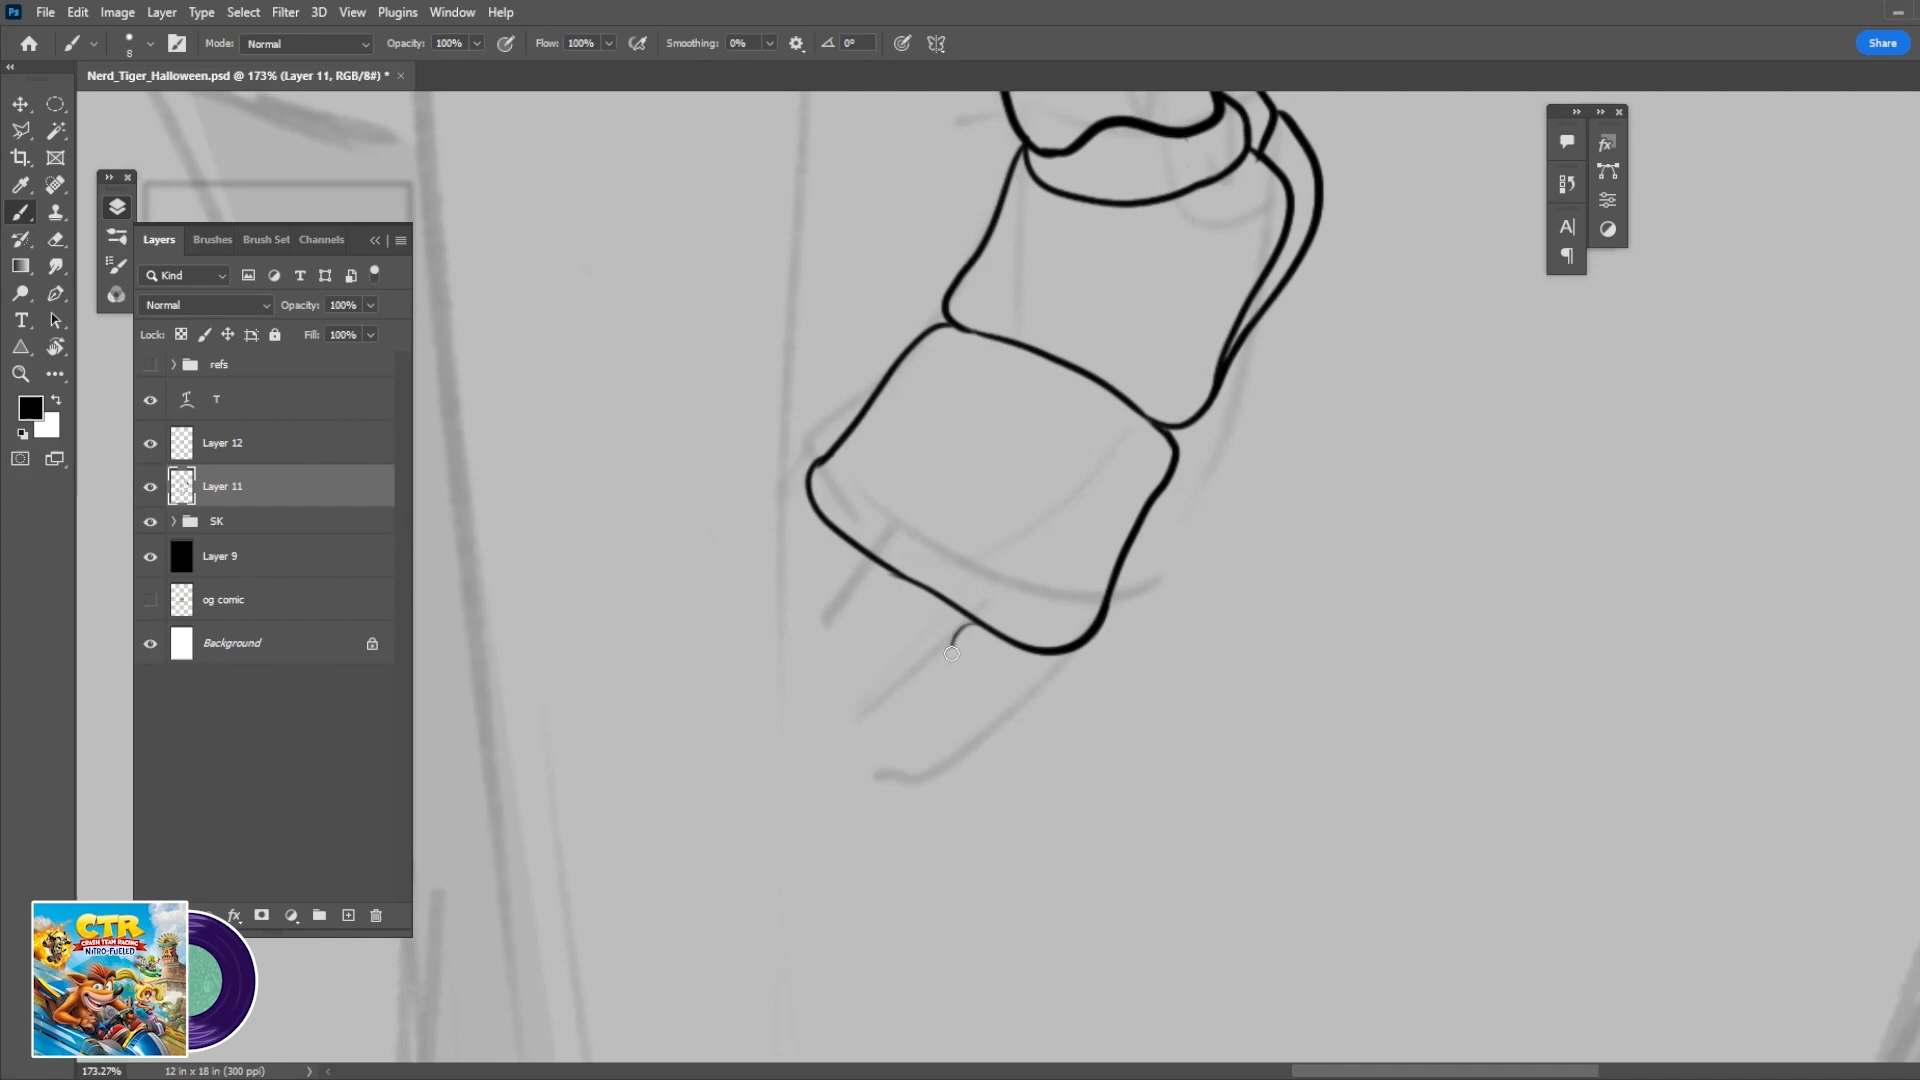 Ps File Edit Image Layer Type Select Filter 3D View Plugins Window Help
8 Mode: Normal Opacity: 100% Flow: 100% Smoothing: 0% 0° Share
Nerd_Tiger_Halloween.psd @ 173% (Layer 11, RGB/8#) * ×
Layers Brushes Brush Set Channels
Kind
Normal Opacity: 100%
Lock: Fill: 100%
refs
T
Layer 12
Layer 11
SK
Layer 9
og comic
Background
fx
CTR
CRASH TEAM RACING
NITRO-FUELED
173.27% 12 in x 18 in (300 ppi)